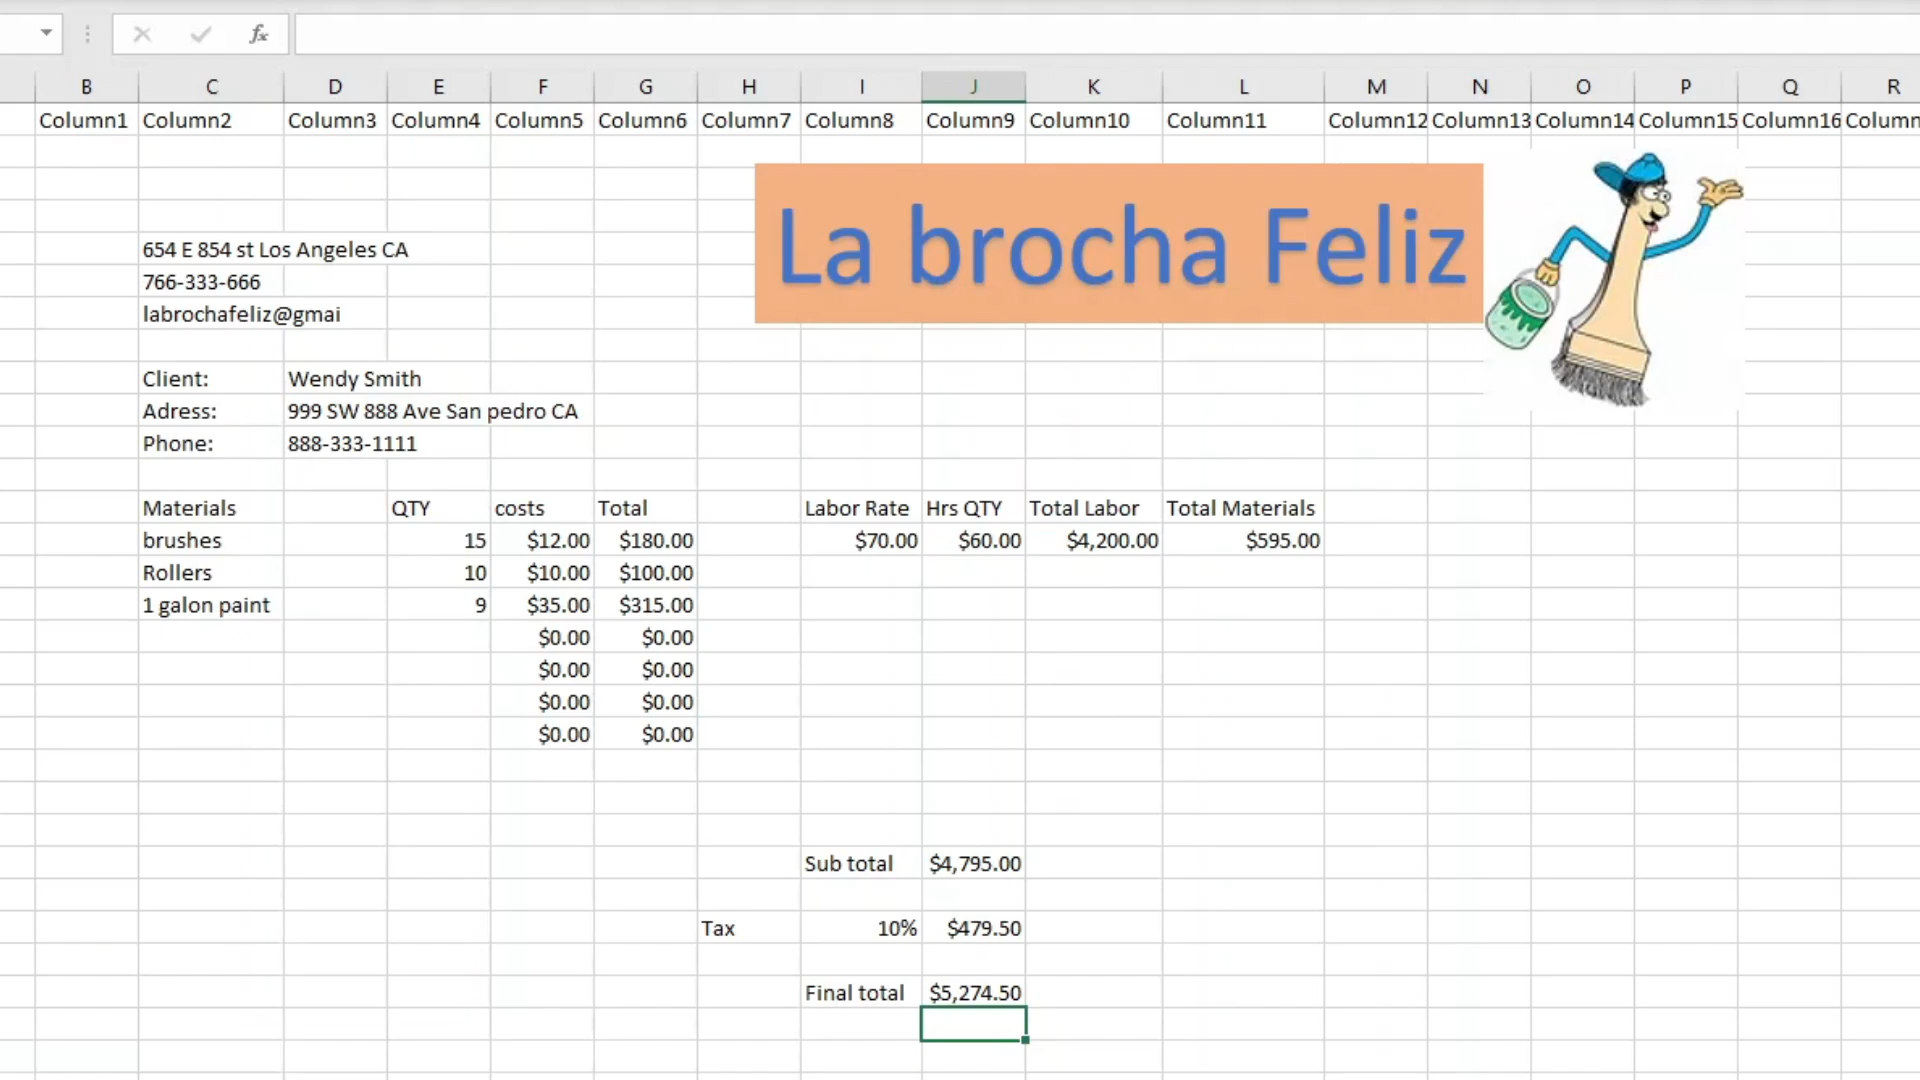 fx
B C D E F G H I J K L M N O P Q R
Column1 Column2 Column3 Column4 Column5 Column6 Column7 Column8 Column9 Column10 Column11 Column12 Column13 Column14 Column15 Column16 Column
La brocha Feliz
654 E 854 st Los Angeles CA
766-333-666
labrochafeliz@gmai
Client: Wendy Smith
Adress: 999 SW 888 Ave San pedro CA
Phone: 888-333-1111
Materials QTY costs Total Labor Rate Hrs QTY Total Labor Total Materials
brushes 15 $12.00 $180.00 $70.00 $60.00 $4,200.00 $595.00
Rollers 10 $10.00 $100.00
1 galon paint 9 $35.00 $315.00
$0.00 $0.00
$0.00 $0.00
$0.00 $0.00
$0.00 $0.00
Sub total $4,795.00
Tax 10% $479.50
Final total $5,274.50